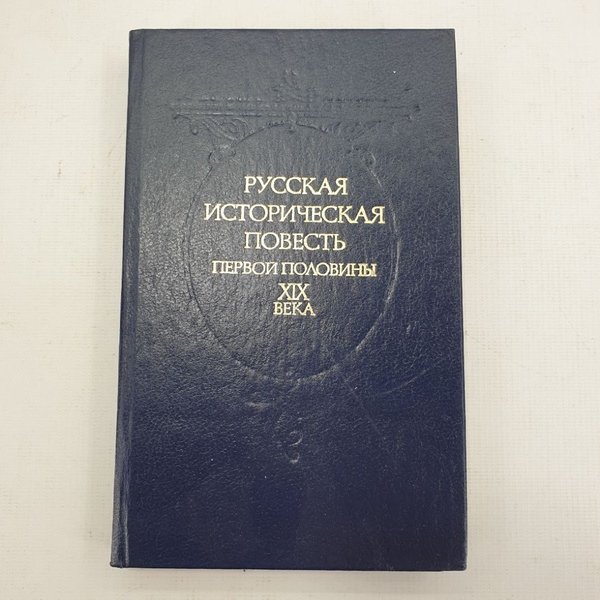 РУССКАЯ
ИСТОРИЧЕСКАЯ
ПОВЕСТЬ
ПЕРВОЙ ПОЛОВИНЫ
XIX
ВЕКА